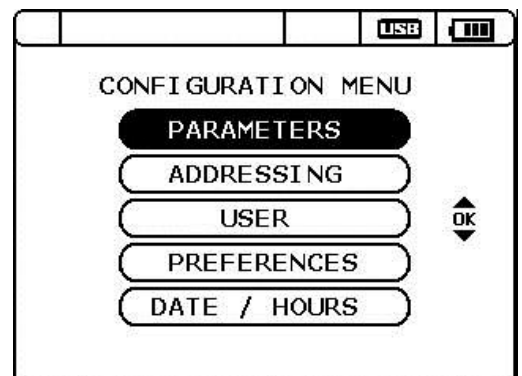 USB
CONFIGURATION MENU
PARAMETERS
ADDRESSING
USER
OK
PREFERENCES
DATE / HOURS